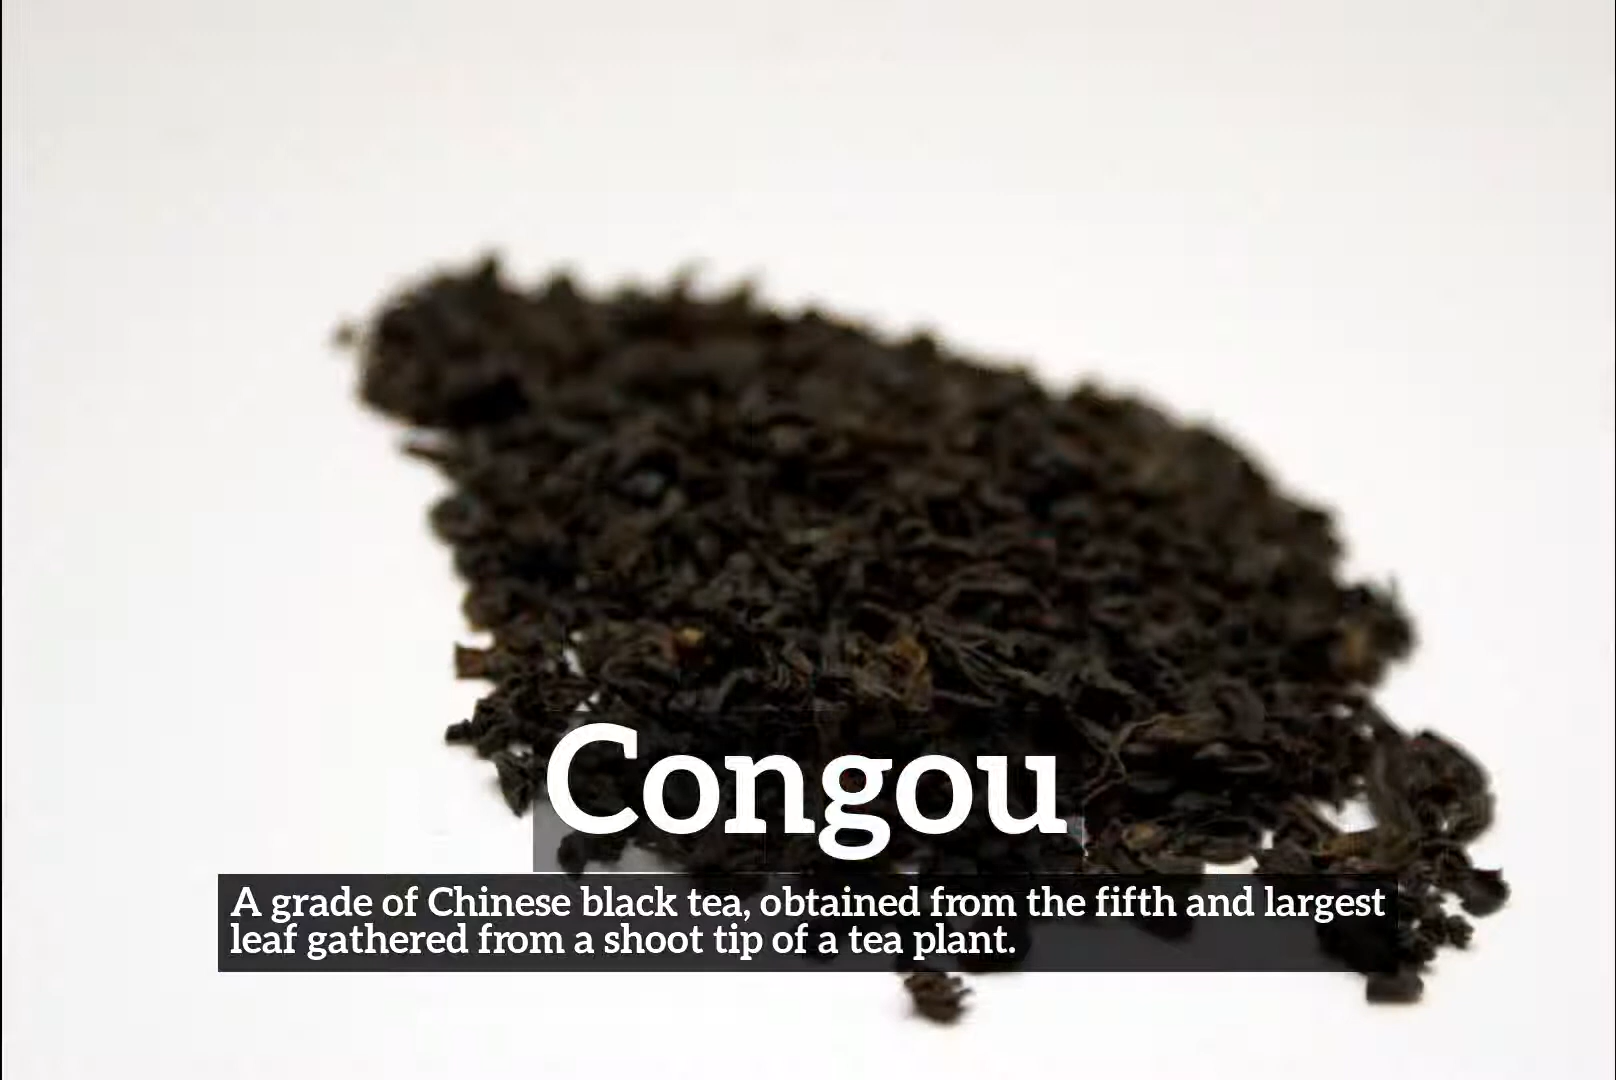 Congou
A grade of Chinese black tea, obtained from the fifth and largest
leaf gathered from a shoot tip of a tea plant.